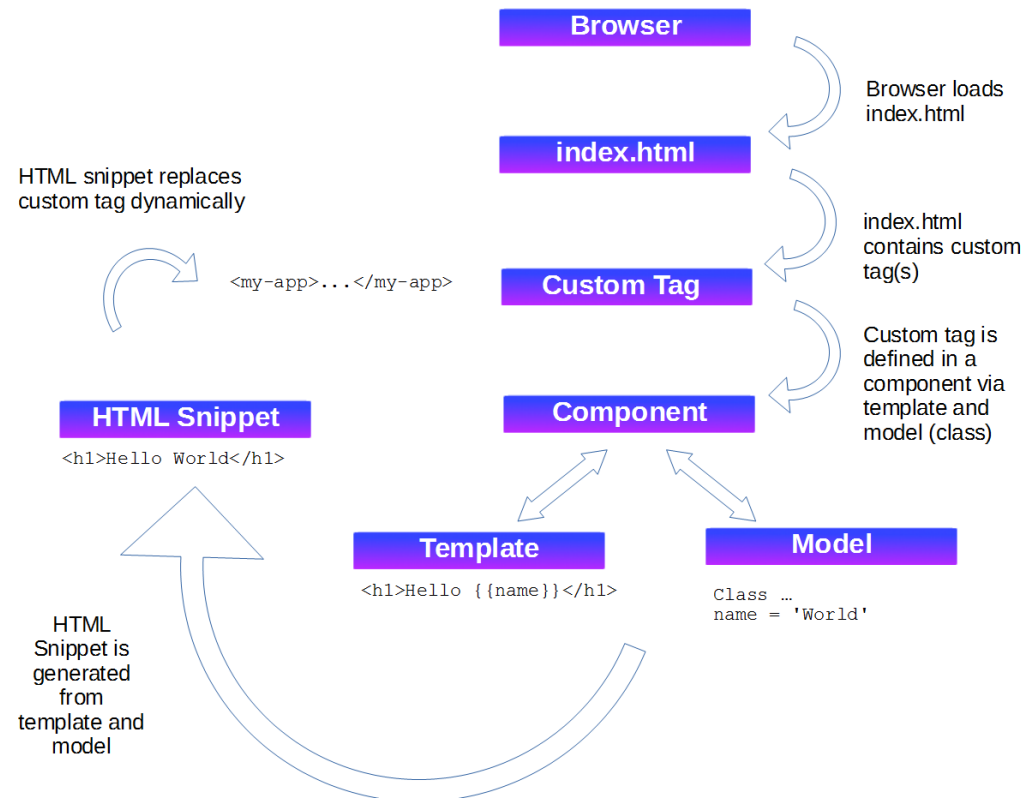 Browser
Browser loads
index.html
index.html
HTML snippet replaces
custom tag dynamically
index.html
contains custom
tag(s)
<my-app>...</my-app>
Custom Tag
Custom tag is
defined in a
component via
template and
model (class)
HTML Snippet
<h1>Hello World</h1>
Component
Template
<h1>Hello {{name}}</h1>
Model
Class …
name = 'World'
HTML
Snippet is
generated
from
template and
model